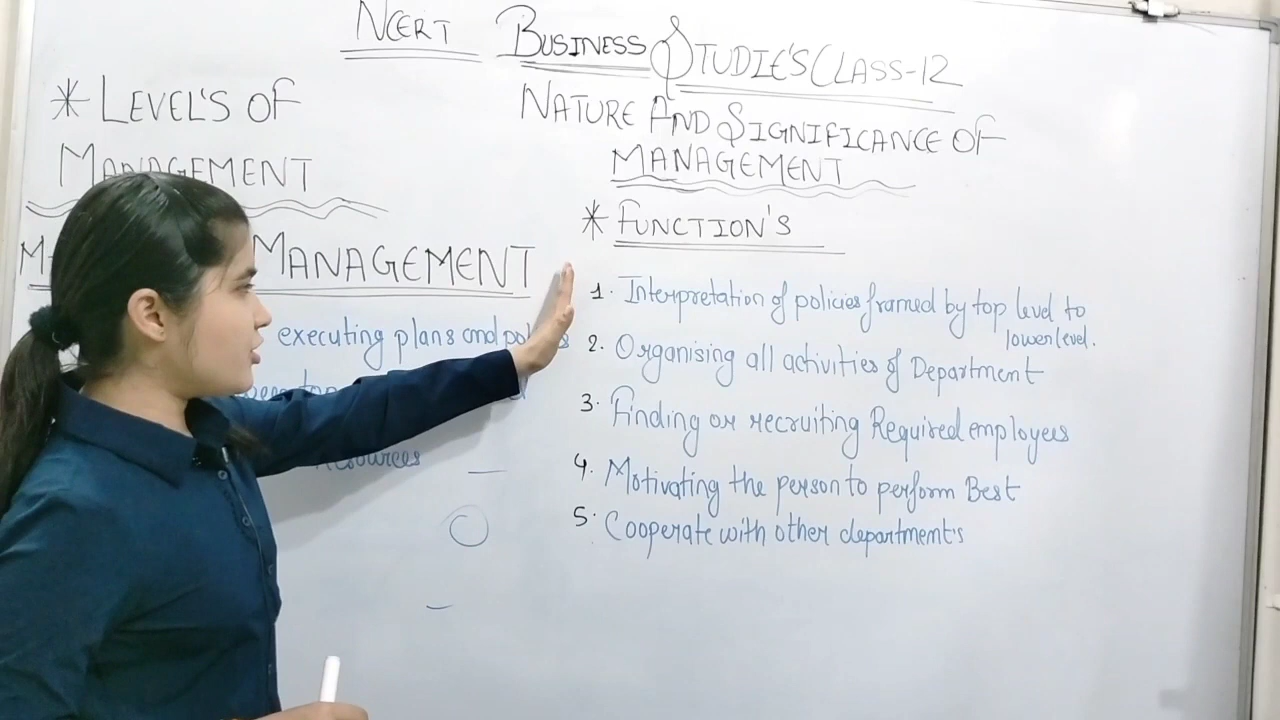 NCERT BUSINESS STUDIE'S CLASS-12
NATURE AND SIGNIFICANCE OF
MANAGEMENT
* LEVEL'S OF
MANAGEMENT
MANAGEMENT
executing plans and
resources
* FUNCTION'S
1. Interpretation of policies framed by top level to
lower level.
2. Organising all activities of Department
3. Finding or recruiting Required employees
4. Motivating the person to perform Best
5. Cooperate with other department's